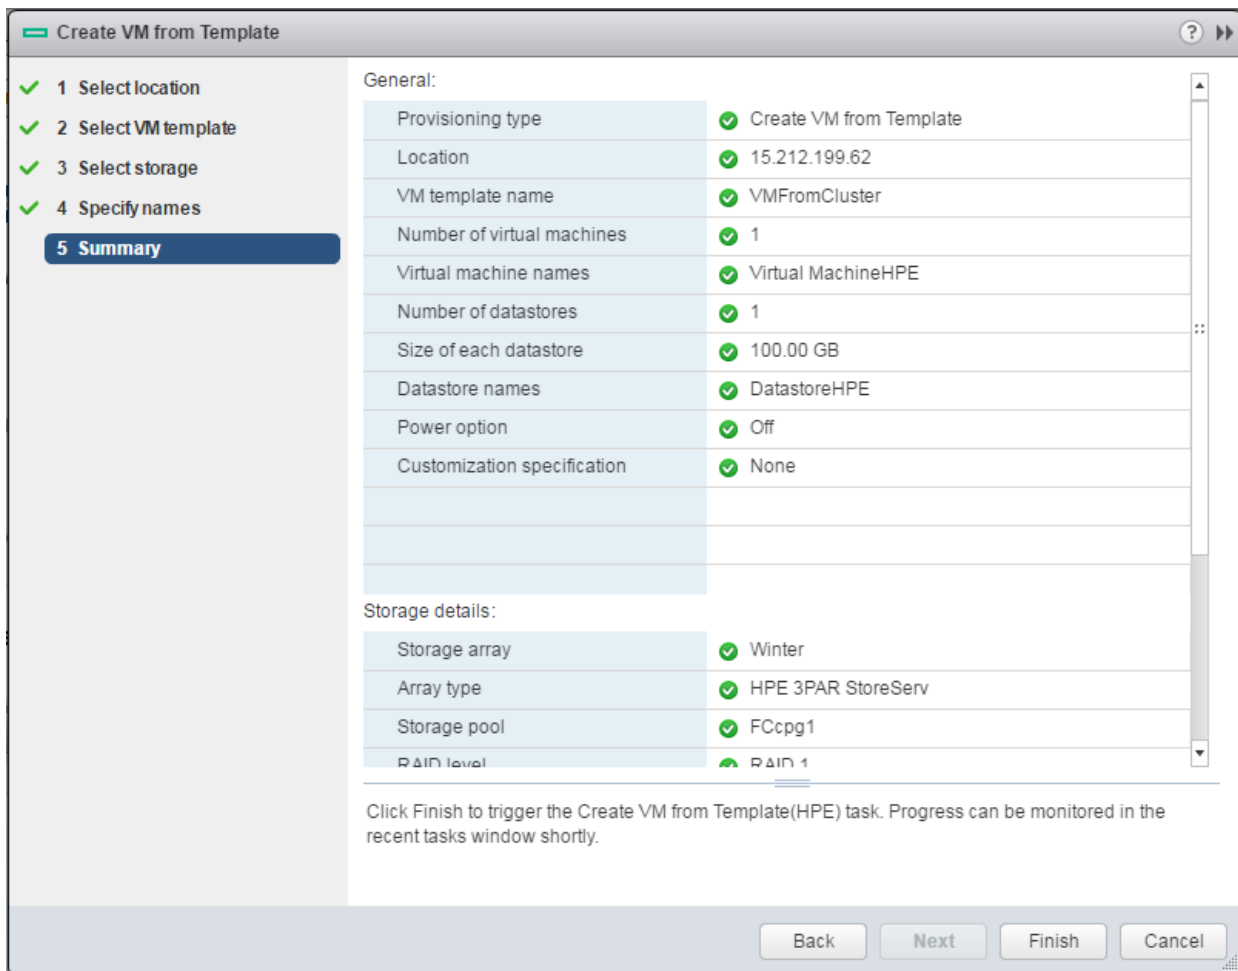 Create VM from Template ?
1 Select location
2 Select VM template
3 Select storage
4 Specify names
5 Summary
General:
Provisioning type Create VM from Template
Location 15.212.199.62
VM template name VMFromCluster
Number of virtual machines 1
Virtual machine names Virtual MachineHPE
Number of datastores 1
Size of each datastore 100.00 GB
Datastore names DatastoreHPE
Power option Off
Customization specification None
Storage details:
Storage array Winter
Array type HPE 3PAR StoreServ
Storage pool FCcpg1
RAID level RAID 1
Click Finish to trigger the Create VM from Template(HPE) task. Progress can be monitored in the
recent tasks window shortly.
Back Next Finish Cancel